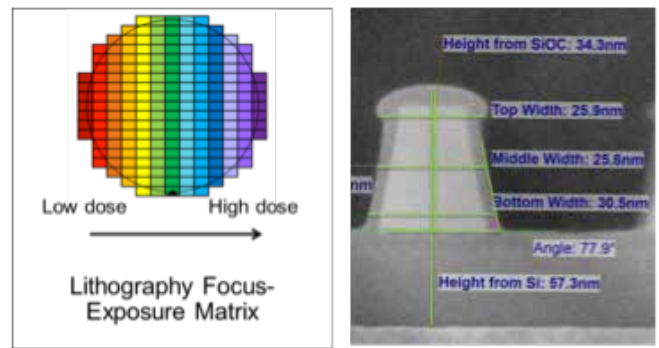 Low dose
High dose
Lithography Focus-
Exposure Matrix
Height from SiOC: 34.3nm
Top Width: 25.9nm
Middle Width: 25.8nm
nm
Bottom Width: 30.5nm
Angle: 77.9°
Height from Si: 57.3nm